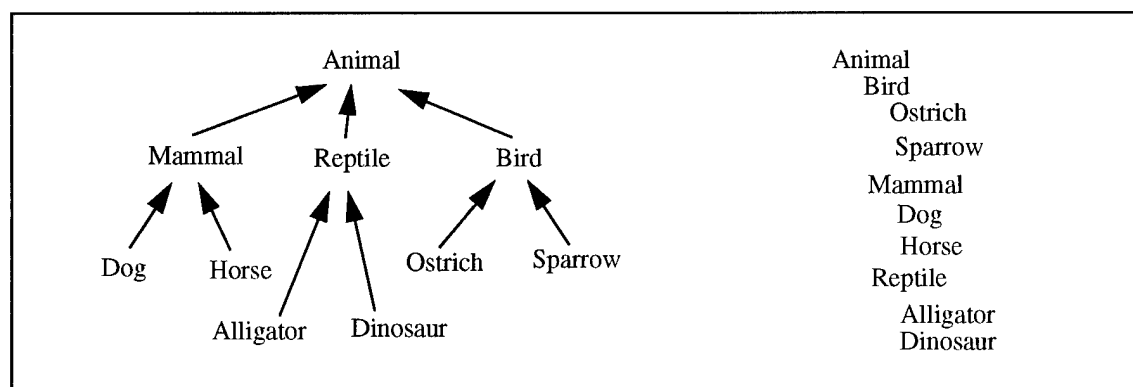 Animal
Mammal Reptile Bird
Dog Horse Ostrich Sparrow
Alligator Dinosaur
Animal
Bird
Ostrich
Sparrow
Mammal
Dog
Horse
Reptile
Alligator
Dinosaur